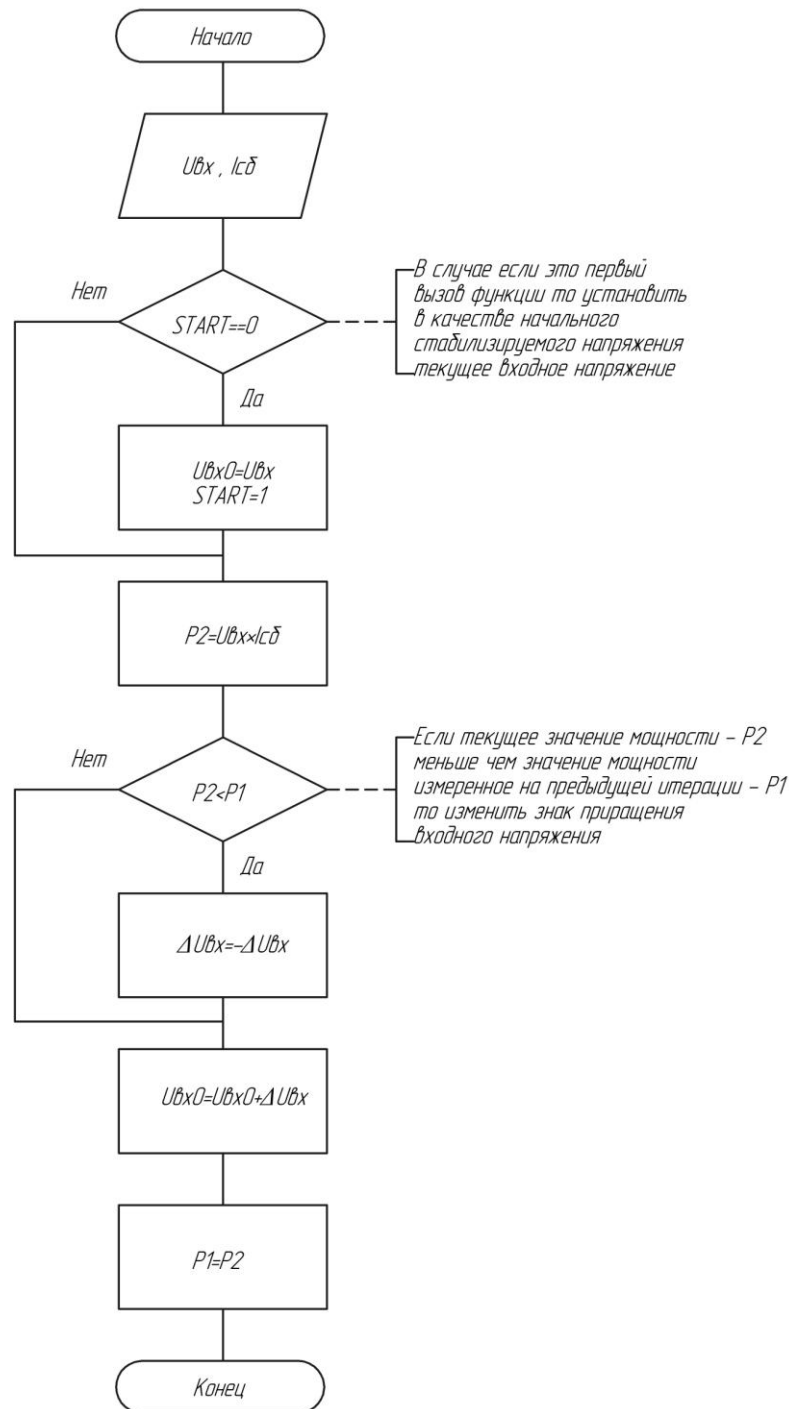 Начало
Uвх , Iсб
Нет
START==0
В случае если это первый
вызов функции то установить
в качестве начального
стабилизируемого напряжения
текущее входное напряжение
Да
Uвх0=Uвх
START=1
P2=Uвх×Iсб
Нет
P2<P1
Если текущее значение мощности – P2
меньше чем значение мощности
измеренное на предыдущей итерации – P1
то изменить знак приращения
входного напряжения
Да
ΔUвх=-ΔUвх
Uвх0=Uвх0+ΔUвх
P1=P2
Конец